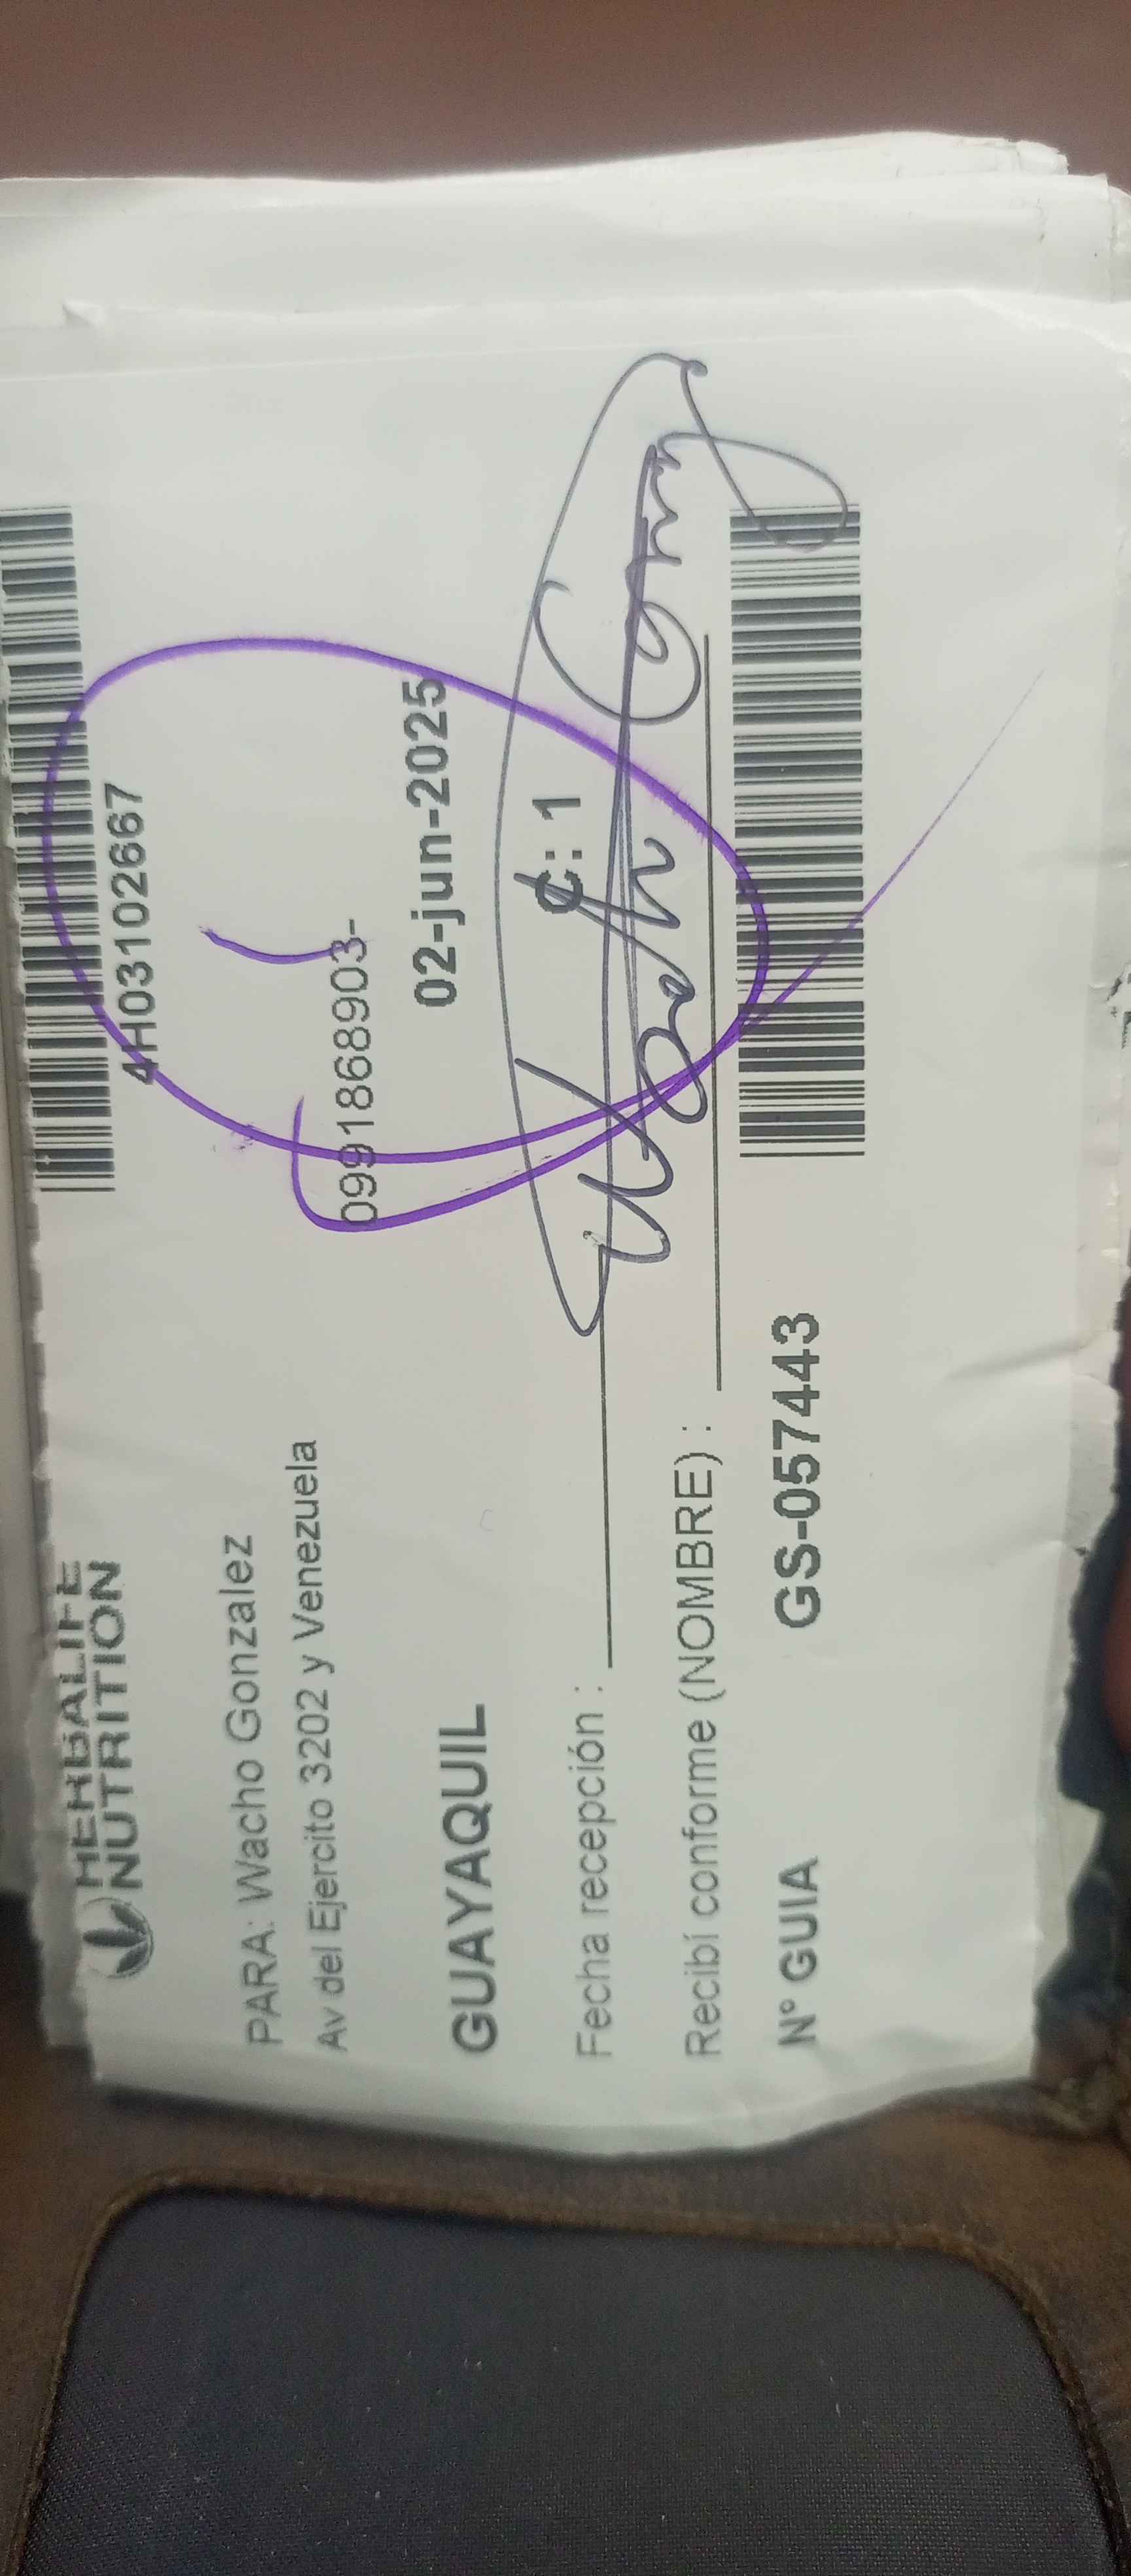 HERBALIFE
NUTRITION
4H03102667
PARA: Wacho Gonzalez
Av del Ejercito 3202 y Venezuela
0991868903-
GUAYAQUIL
02-jun-2025
Fecha recepción :
C: 1
Recibí conforme (NOMBRE) :
Nº GUIA GS-057443